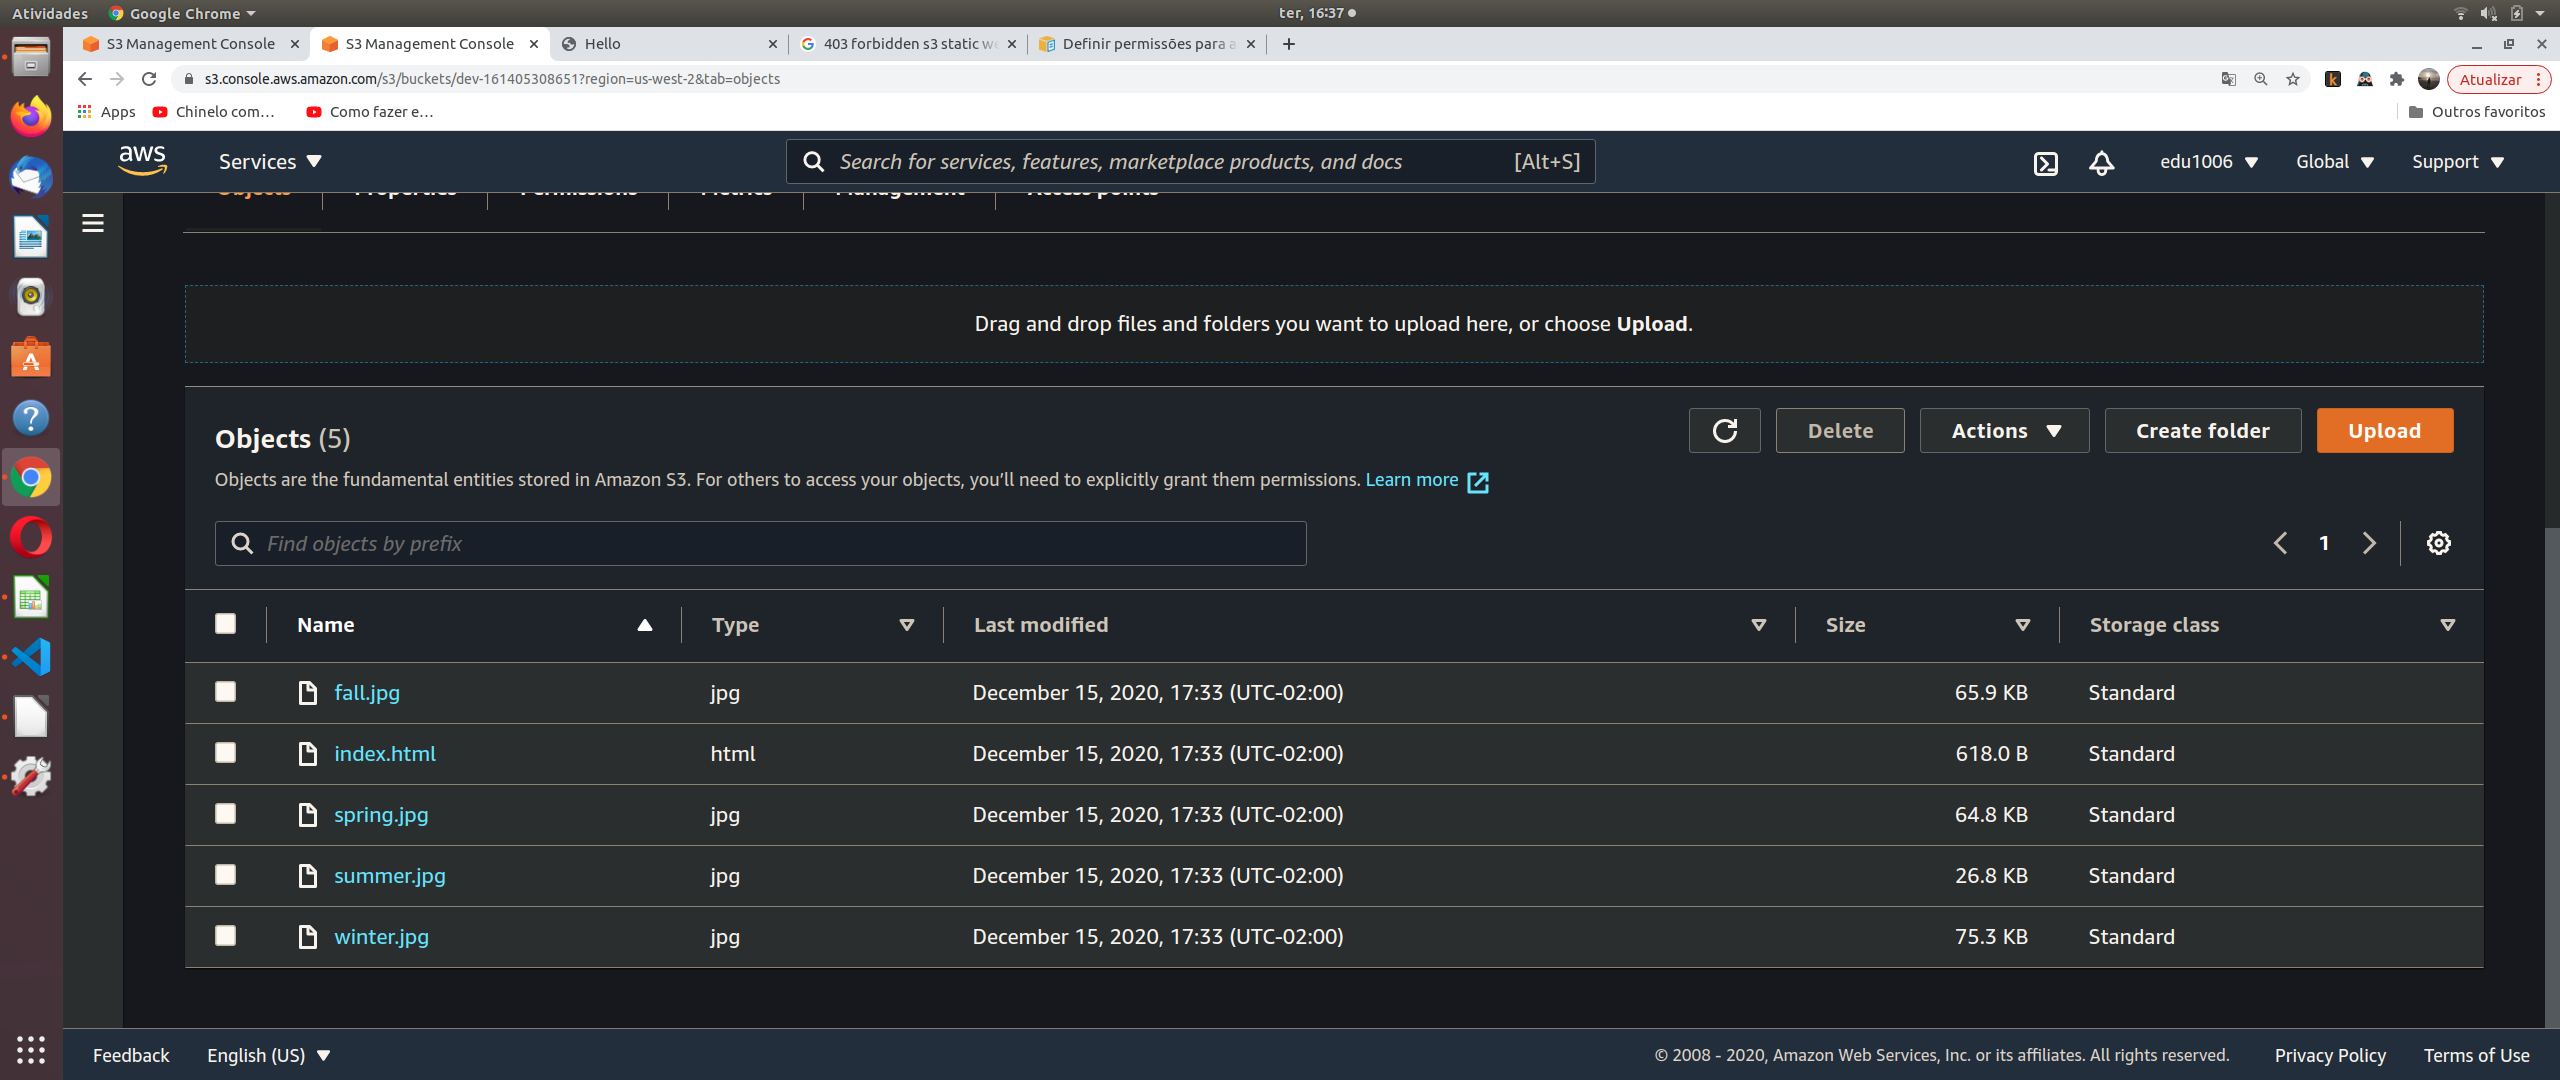 Atividades Google Chrome ter, 16:37
S3 Management Console S3 Management Console Hello 403 forbidden s3 static we Definir permissões para a
s3.console.aws.amazon.com/s3/buckets/dev-161405308651?region=us-west-2&tab=objects Atualizar
Apps Chinelo com... Como fazer e... Outros favoritos
aws Services Search for services, features, marketplace products, and docs [Alt+S] edu1006 Global Support
Objects Properties Permissions Metrics Management Access points
Drag and drop files and folders you want to upload here, or choose Upload.
Objects (5) Delete Actions Create folder Upload
Objects are the fundamental entities stored in Amazon S3. For others to access your objects, you'll need to explicitly grant them permissions. Learn more
Find objects by prefix 1
Name Type Last modified Size Storage class
fall.jpg jpg December 15, 2020, 17:33 (UTC-02:00) 65.9 KB Standard
index.html html December 15, 2020, 17:33 (UTC-02:00) 618.0 B Standard
spring.jpg jpg December 15, 2020, 17:33 (UTC-02:00) 64.8 KB Standard
summer.jpg jpg December 15, 2020, 17:33 (UTC-02:00) 26.8 KB Standard
winter.jpg jpg December 15, 2020, 17:33 (UTC-02:00) 75.3 KB Standard
Feedback English (US) © 2008 - 2020, Amazon Web Services, Inc. or its affiliates. All rights reserved. Privacy Policy Terms of Use